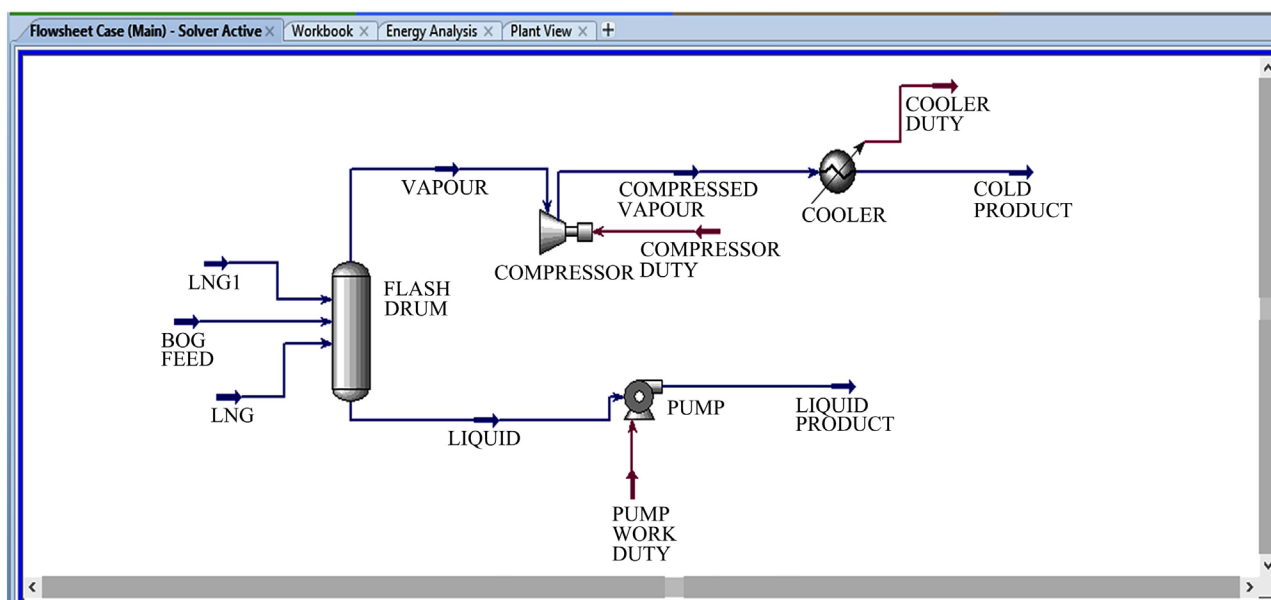 Flowsheet Case (Main) - Solver Active
Workbook
Energy Analysis
Plant View
COOLER
DUTY
VAPOUR
COMPRESSED
VAPOUR
COOLER
COLD
PRODUCT
COMPRESSOR
COMPRESSOR
DUTY
LNG1
FLASH
DRUM
BOG
FEED
LNG
LIQUID
PUMP
LIQUID
PRODUCT
PUMP
WORK
DUTY